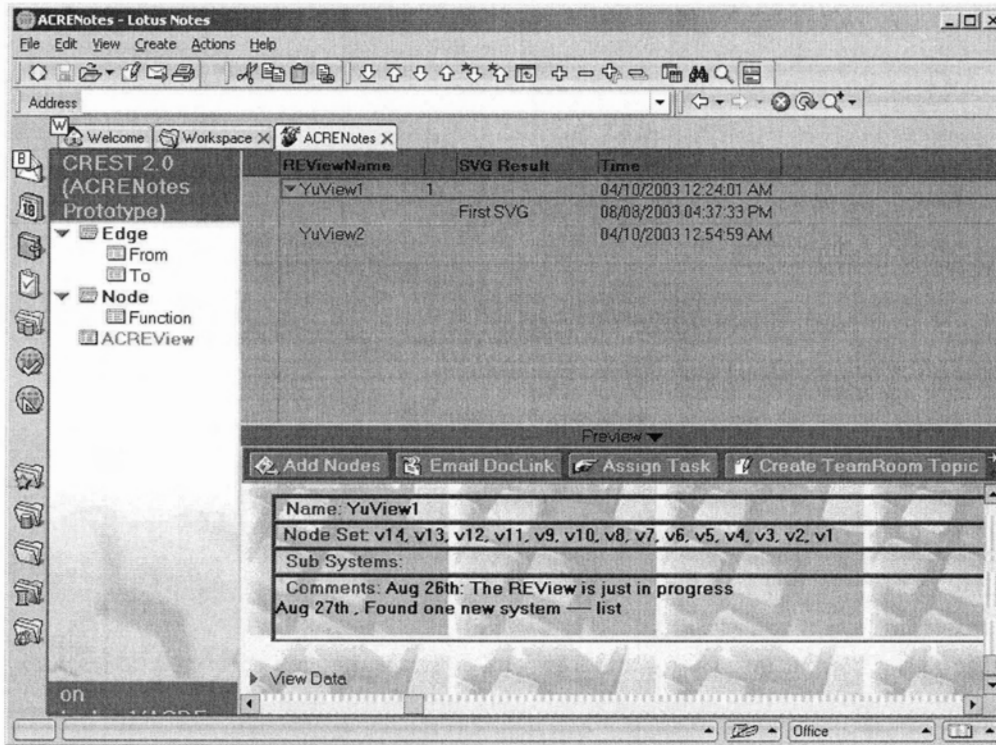 ACRENotes - Lotus Notes
File Edit View Create Actions Help
Address
Welcome Workspace ACRENotes
CREST 2.0
(ACRENotes
Prototype)
Edge
From
To
Node
Function
ACREView
on
REViewName SVG Result Time
YuView1 1 04/10/2003 12:24:01 AM
First SVG 08/08/2003 04:37:33 PM
YuView2 04/10/2003 12:54:59 AM
Preview
Add Nodes Email DocLink Assign Task Create TeamRoom Topic
Name: YuView1
Node Set: v14, v13, v12, v11, v9, v10, v8, v7, v6, v5, v4, v3, v2, v1
Sub Systems:
Comments: Aug 26th: The REView is just in progress
Aug 27th , Found one new system --- list
View Data
Office